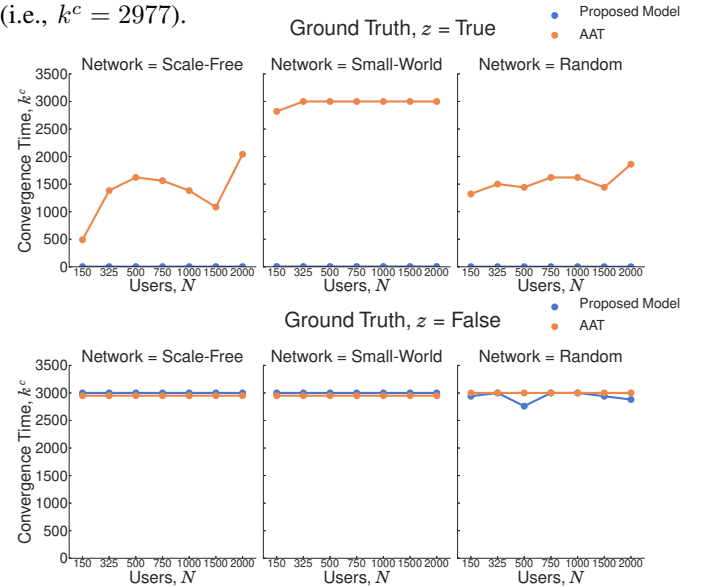 (i.e., k^c = 2977).
Ground Truth, z = True
Proposed Model
AAT
Network = Scale-Free
Network = Small-World
Network = Random
Convergence Time, k^c
3500
3000
2500
2000
1500
1000
500
0
150 325 500 750 1000 1500 2000
150 325 500 750 1000 1500 2000
150 325 500 750 1000 1500 2000
Users, N
Users, N
Users, N
Ground Truth, z = False
Proposed Model
AAT
Network = Scale-Free
Network = Small-World
Network = Random
Convergence Time, k^c
3500
3000
2500
2000
1500
1000
500
0
150 325 500 750 1000 1500 2000
150 325 500 750 1000 1500 2000
150 325 500 750 1000 1500 2000
Users, N
Users, N
Users, N